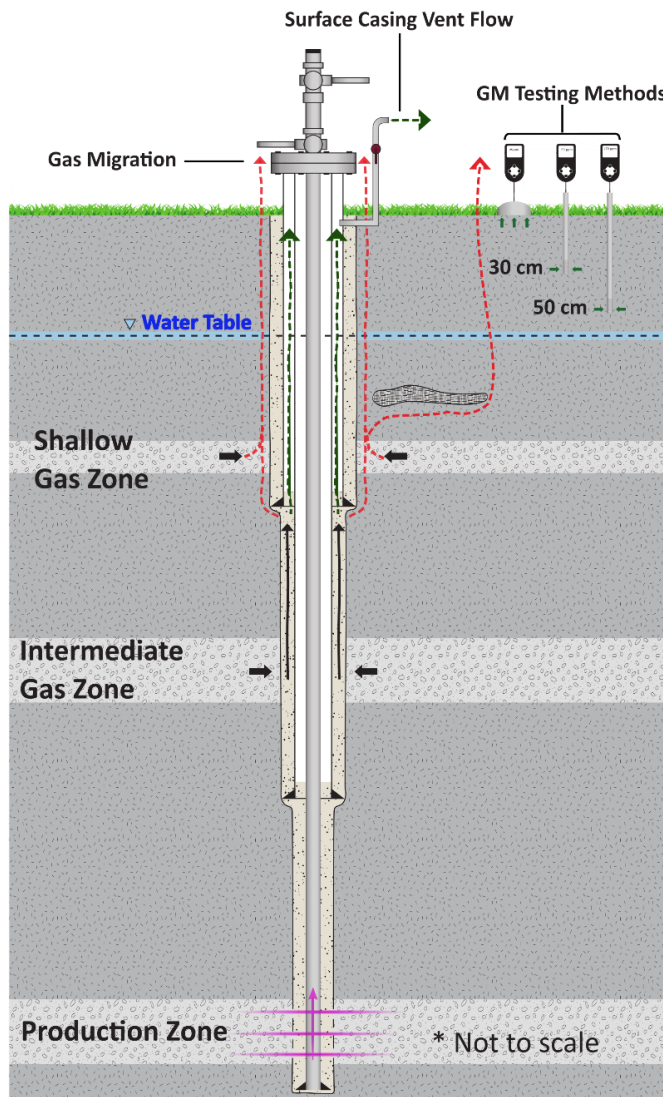 Surface Casing Vent Flow
GM Testing Methods
Gas Migration
30 cm
50 cm
Water Table
Shallow
Gas Zone
Intermediate
Gas Zone
Production Zone
* Not to scale